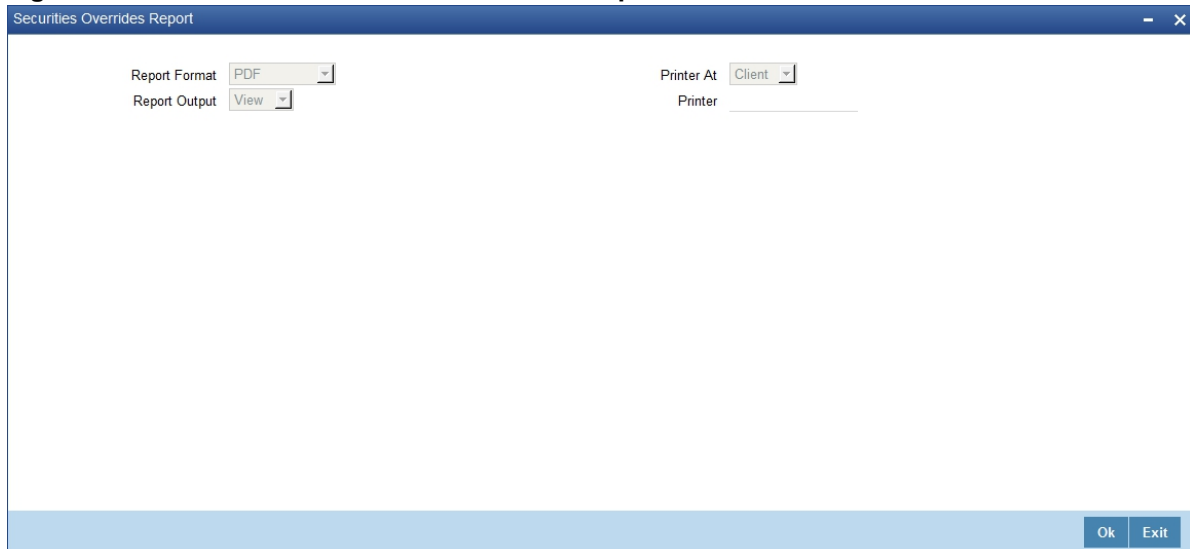 Securities Overrides Report
Report Format PDF
Printer At Client
Report Output View
Printer
Ok Exit